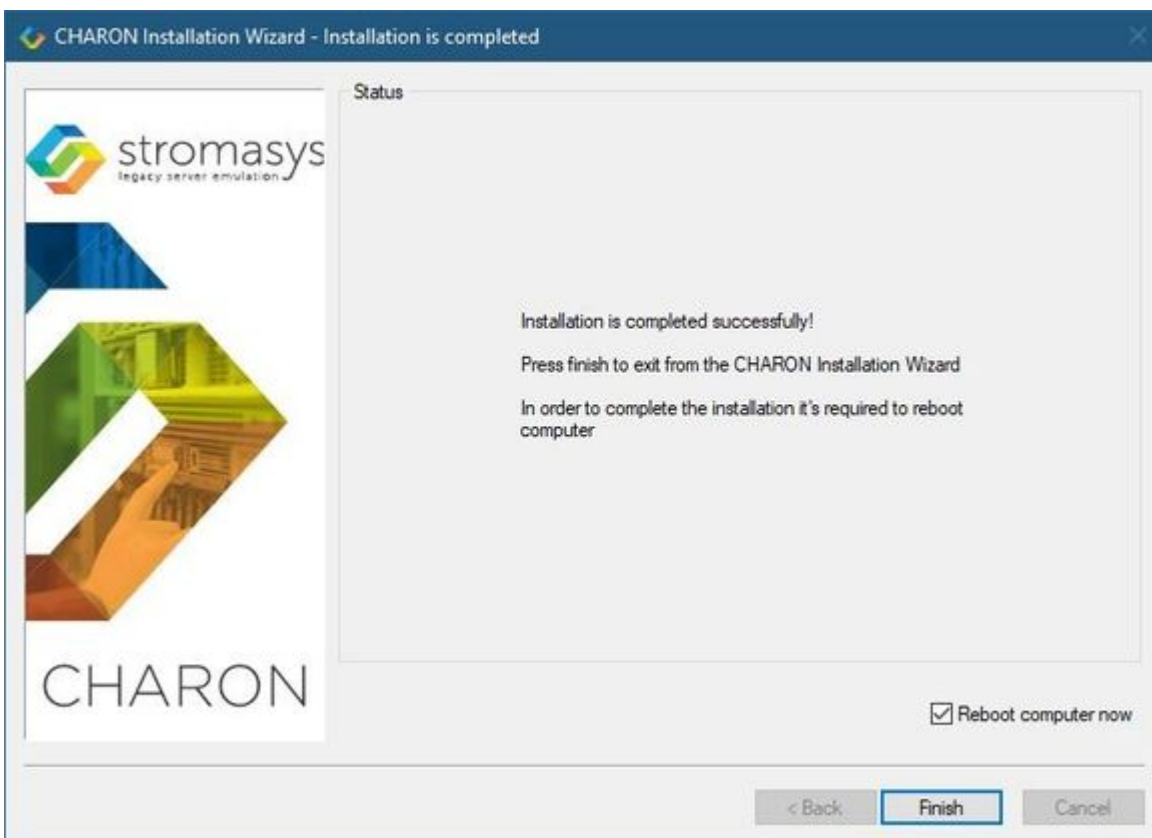 CHARON Installation Wizard - Installation is completed
Status
stromasys
legacy server emulation
Installation is completed successfully!
Press finish to exit from the CHARON Installation Wizard
In order to complete the installation it's required to reboot
computer
CHARON
Reboot computer now
< Back
Finish
Cancel